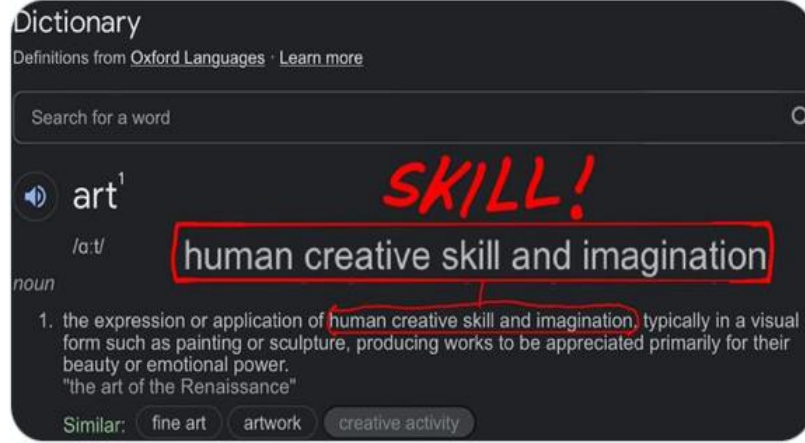 Dictionary
Definitions from Oxford Languages · Learn more
Search for a word
SKILL!
art¹
/ɑːt/
human creative skill and imagination
noun
1. the expression or application of human creative skill and imagination, typically in a visual
form such as painting or sculpture, producing works to be appreciated primarily for their
beauty or emotional power.
"the art of the Renaissance"
Similar: fine art artwork creative activity